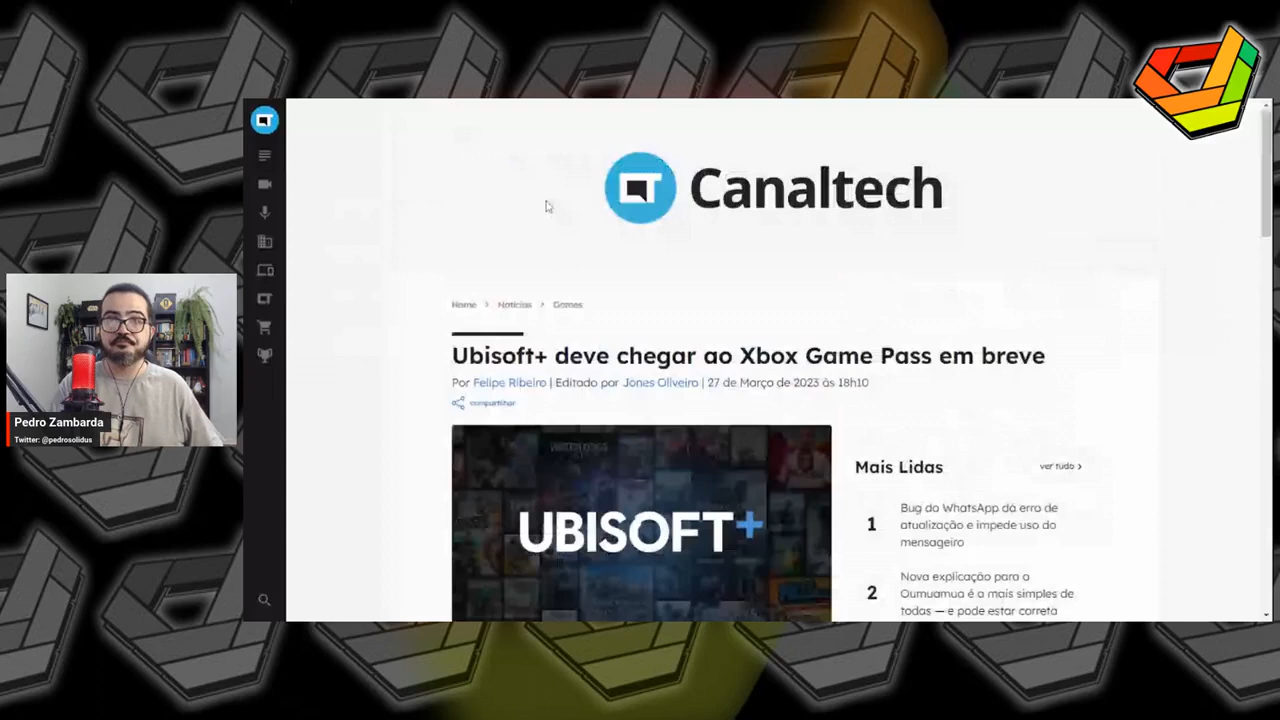 Canaltech
Home > Notícias > Games
Ubisoft+ deve chegar ao Xbox Game Pass em breve
Por Felipe Ribeiro | Editado por Jones Oliveiro | 27 de Março de 2023 às 18h10
compartilhar
UBISOFT+
Mais Lidas
ver tudo >
1
Bug do WhatsApp dá erro de
atualização e impede uso do
mensageiro
2
Nova explicação para o
Oumuamua é a mais simples de
todas — e pode estar correta
Pedro Zambarda
Twitter: @pedrosolidus